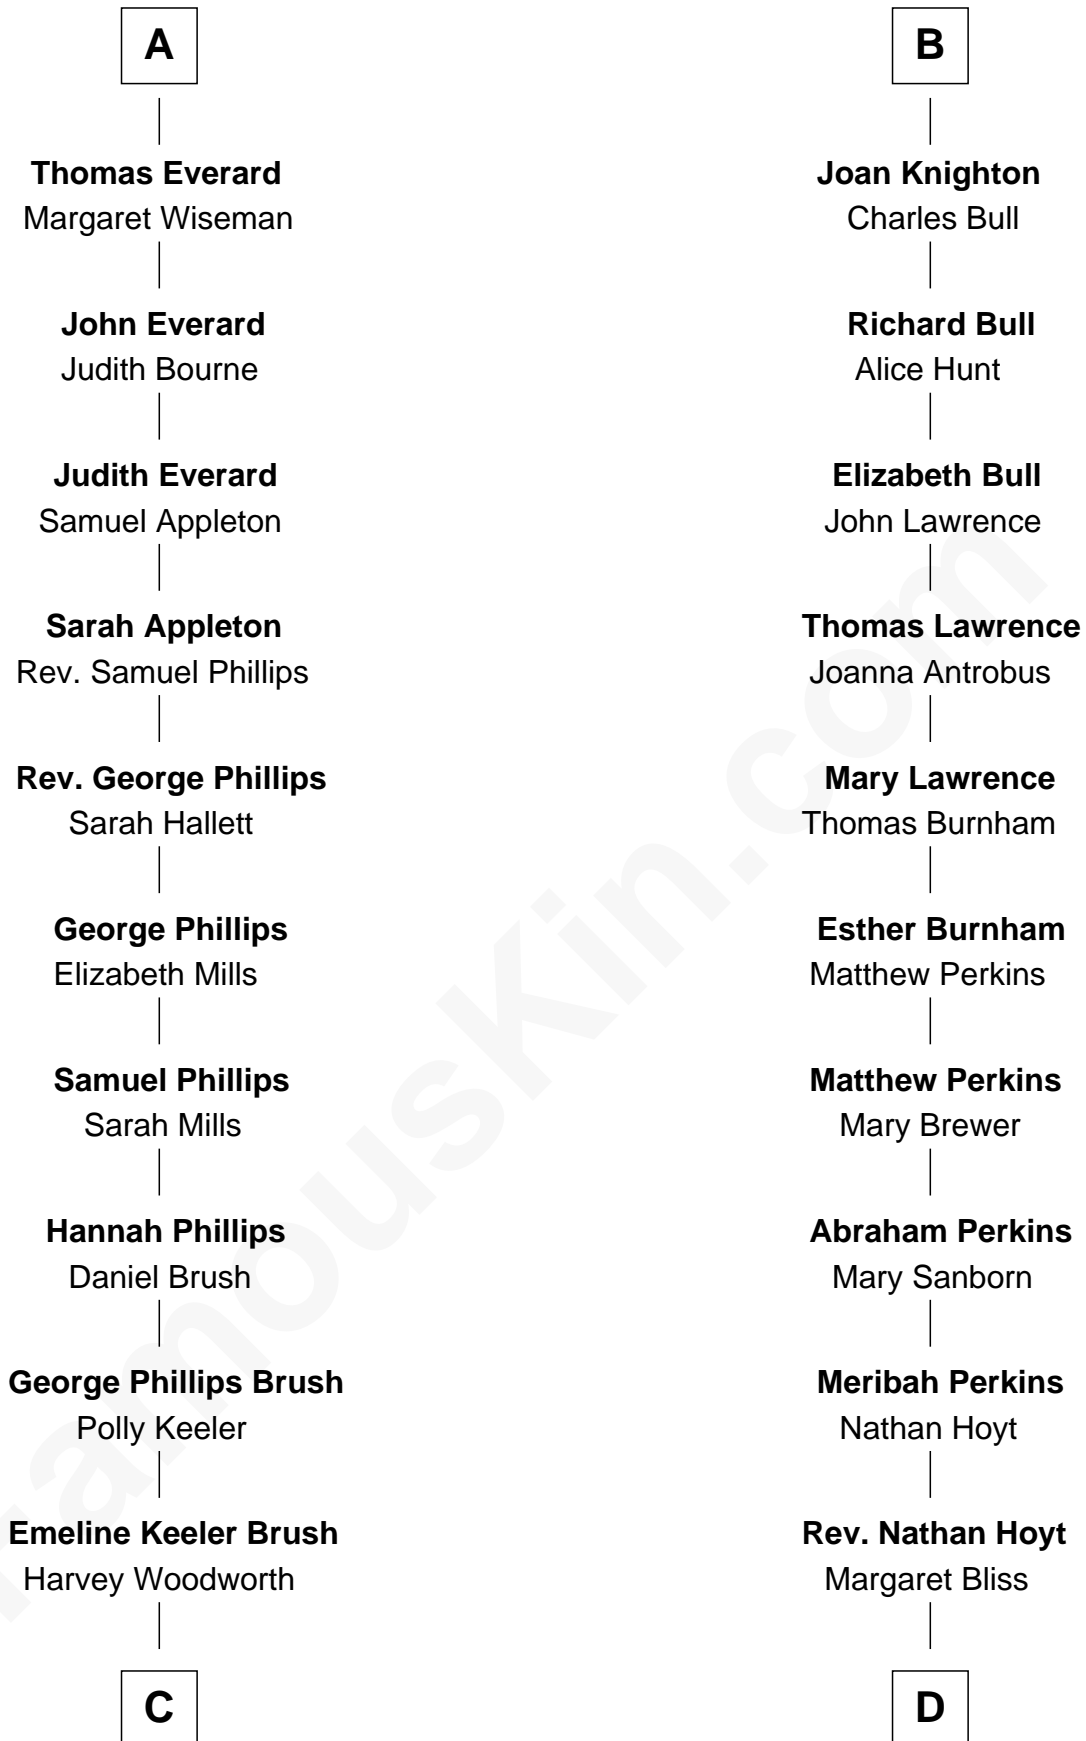 A
Thomas Everard
Margaret Wiseman
John Everard
Judith Bourne
Judith Everard
Samuel Appleton
Sarah Appleton
Rev. Samuel Phillips
Rev. George Phillips
Sarah Hallett
George Phillips
Elizabeth Mills
Samuel Phillips
Sarah Mills
Hannah Phillips
Daniel Brush
George Phillips Brush
Polly Keeler
Emeline Keeler Brush
Harvey Woodworth
C
B
Joan Knighton
Charles Bull
Richard Bull
Alice Hunt
Elizabeth Bull
John Lawrence
Thomas Lawrence
Joanna Antrobus
Mary Lawrence
Thomas Burnham
Esther Burnham
Matthew Perkins
Matthew Perkins
Mary Brewer
Abraham Perkins
Mary Sanborn
Meribah Perkins
Nathan Hoyt
Rev. Nathan Hoyt
Margaret Bliss
D
FamousKin.com